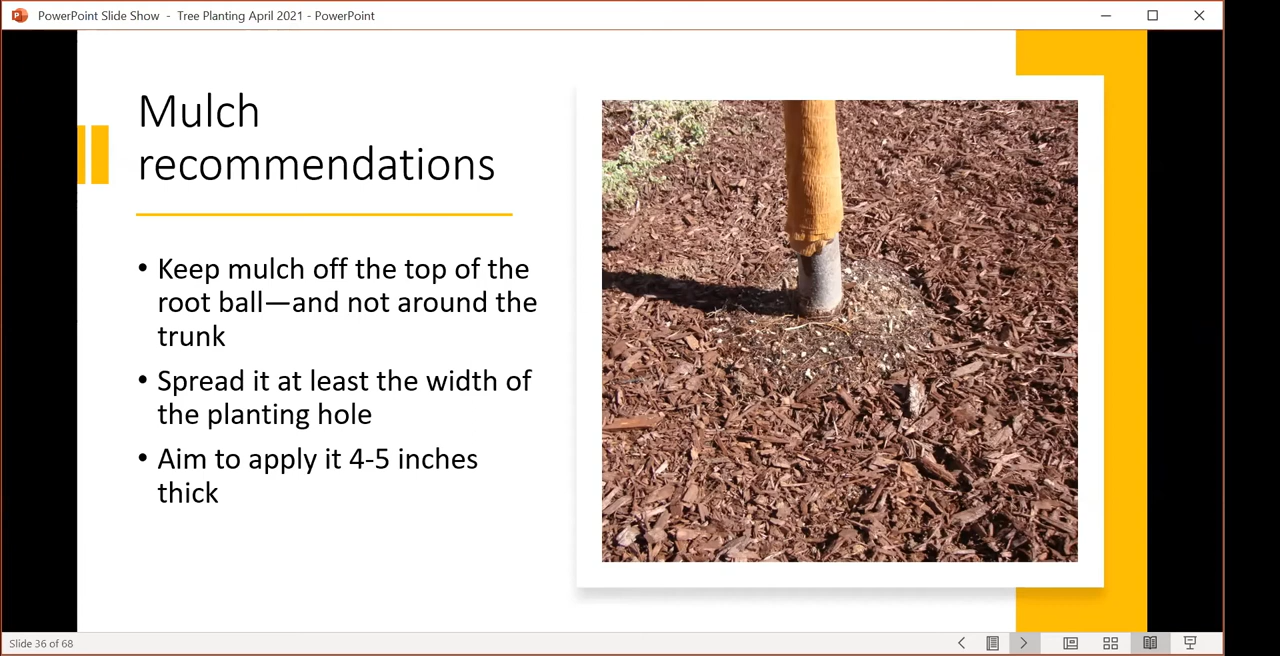 PowerPoint Slide Show - Tree Planting April 2021 - PowerPoint
Mulch
recommendations
• Keep mulch off the top of the
root ball—and not around the
trunk
• Spread it at least the width of
the planting hole
• Aim to apply it 4-5 inches
thick
Slide 36 of 68